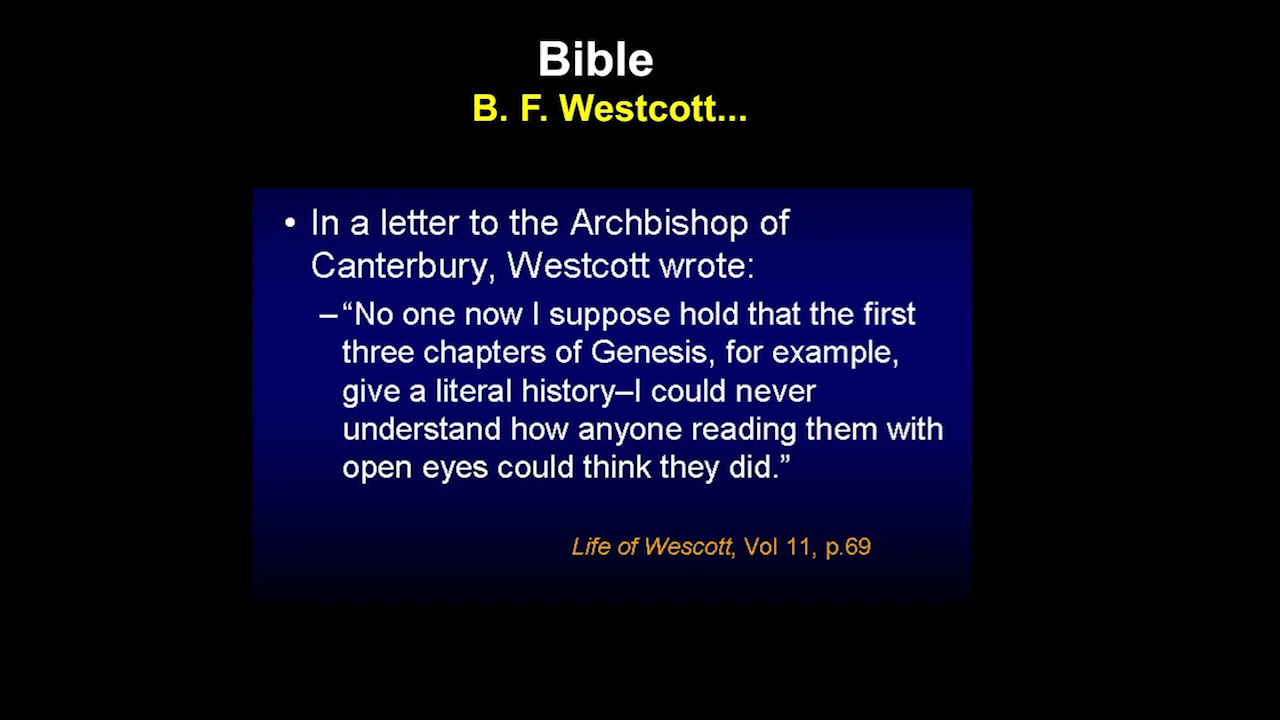 Bible
B. F. Westcott...
• In a letter to the Archbishop of
Canterbury, Westcott wrote:
–“No one now I suppose hold that the first
three chapters of Genesis, for example,
give a literal history–I could never
understand how anyone reading them with
open eyes could think they did.”
Life of Wescott, Vol 11, p.69